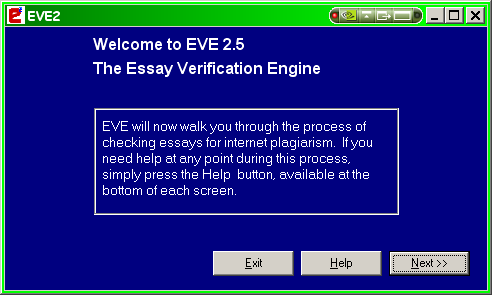 EVE2
Welcome to EVE 2.5
The Essay Verification Engine
EVE will now walk you through the process of
checking essays for internet plagiarism.  If you
need help at any point during this process,
simply press the Help  button, available at the
bottom of each screen.
Exit
Help
Next >>